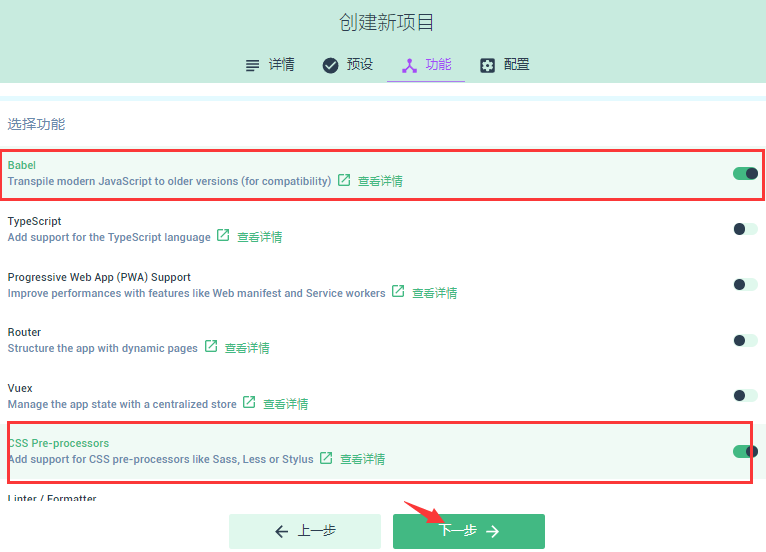 创建新项目
详情 预设 功能 配置
选择功能
Babel
Transpile modern JavaScript to older versions (for compatibility) 查看详情
TypeScript
Add support for the TypeScript language 查看详情
Progressive Web App (PWA) Support
Improve performances with features like Web manifest and Service workers 查看详情
Router
Structure the app with dynamic pages 查看详情
Vuex
Manage the app state with a centralized store 查看详情
CSS Pre-processors
Add support for CSS pre-processors like Sass, Less or Stylus 查看详情
Linter / Formatter
上一步 下一步